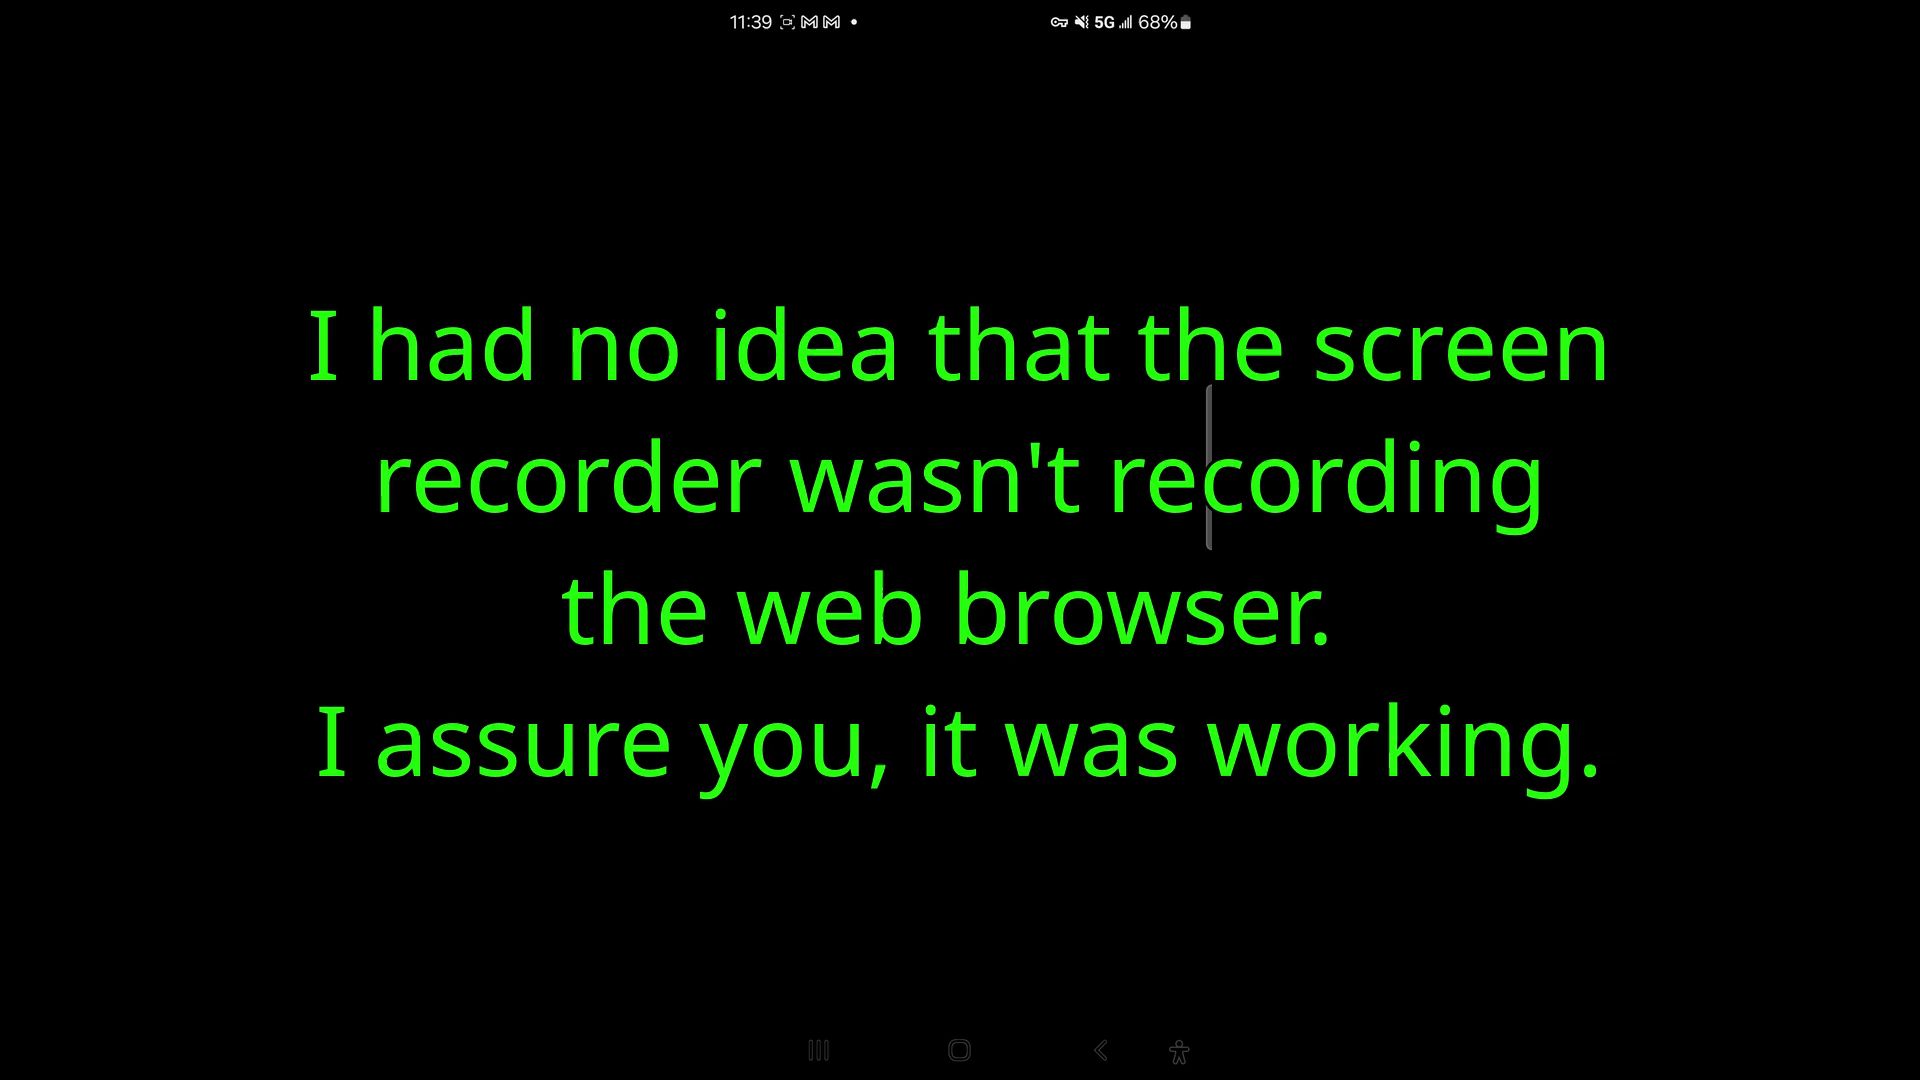 11:39 5G 68%
I had no idea that the screen
recorder wasn't recording
the web browser.
I assure you, it was working.